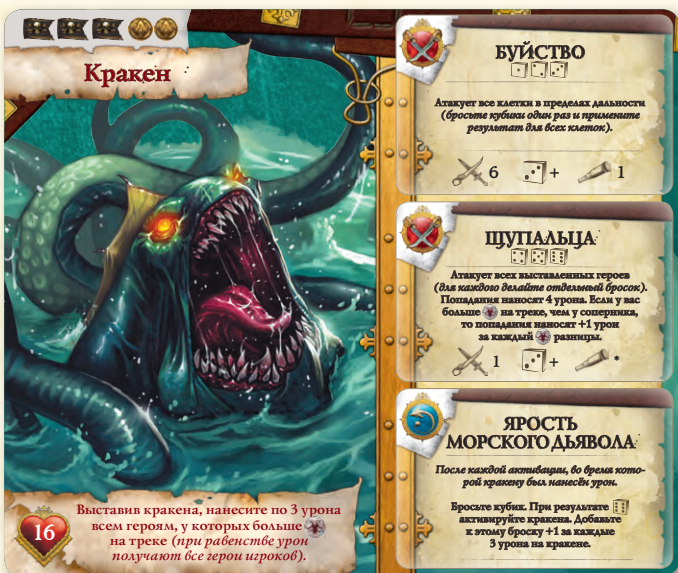 Кракен
16
Выставив кракена, нанесите по 3 урона
всем героям, у которых больше
на треке (при равенстве урон
получают все герои игроков).
БУЙСТВО
Атакует все клетки в пределах дальности
(бросьте кубики один раз и примените
результат для всех клеток).
6 + 1
ЩУПАЛЬЦА
Атакует всех выставленных героев
(для каждого делайте отдельный бросок).
Попадания наносят 4 урона. Если у вас
больше на треке, чем у соперника,
то попадания наносят +1 урон
за каждый разницы.
1 + *
ЯРОСТЬ
МОРСКОГО ДЬЯВОЛА
После каждой активации, во время кото-
рой кракену был нанесён урон.
Бросьте кубик. При результате
активируйте кракена. Добавьте
к этому броску +1 за каждые
3 урона на кракене.